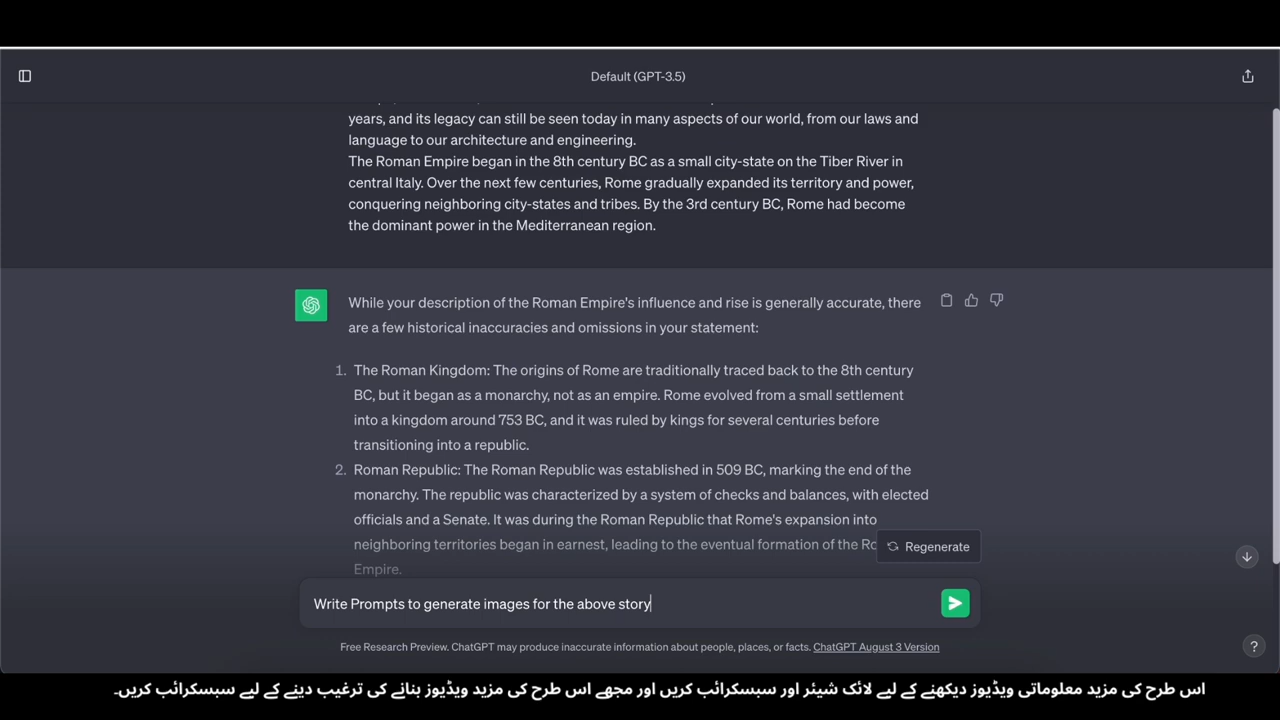 Default (GPT-3.5)
years, and its legacy can still be seen today in many aspects of our world, from our laws and
language to our architecture and engineering.
The Roman Empire began in the 8th century BC as a small city-state on the Tiber River in
central Italy. Over the next few centuries, Rome gradually expanded its territory and power,
conquering neighboring city-states and tribes. By the 3rd century BC, Rome had become
the dominant power in the Mediterranean region.
While your description of the Roman Empire's influence and rise is generally accurate, there
are a few historical inaccuracies and omissions in your statement:
1. The Roman Kingdom: The origins of Rome are traditionally traced back to the 8th century
BC, but it began as a monarchy, not as an empire. Rome evolved from a small settlement
into a kingdom around 753 BC, and it was ruled by kings for several centuries before
transitioning into a republic.
2. Roman Republic: The Roman Republic was established in 509 BC, marking the end of the
monarchy. The republic was characterized by a system of checks and balances, with elected
officials and a Senate. It was during the Roman Republic that Rome's expansion into
neighboring territories began in earnest, leading to the eventual formation of the
Empire.
Regenerate
Write Prompts to generate images for the above story
Free Research Preview. ChatGPT may produce inaccurate information about people, places, or facts. ChatGPT August 3 Version
?
اس طرح کی مزید معلوماتی ویڈیوز دیکھنے کے لیے لائک شیئر اور سبسکرائب کریں اور مجھے اس طرح کی مزید ویڈیوز بنانے کی ترغیب دینے کے لیے سبسکرائب کریں۔